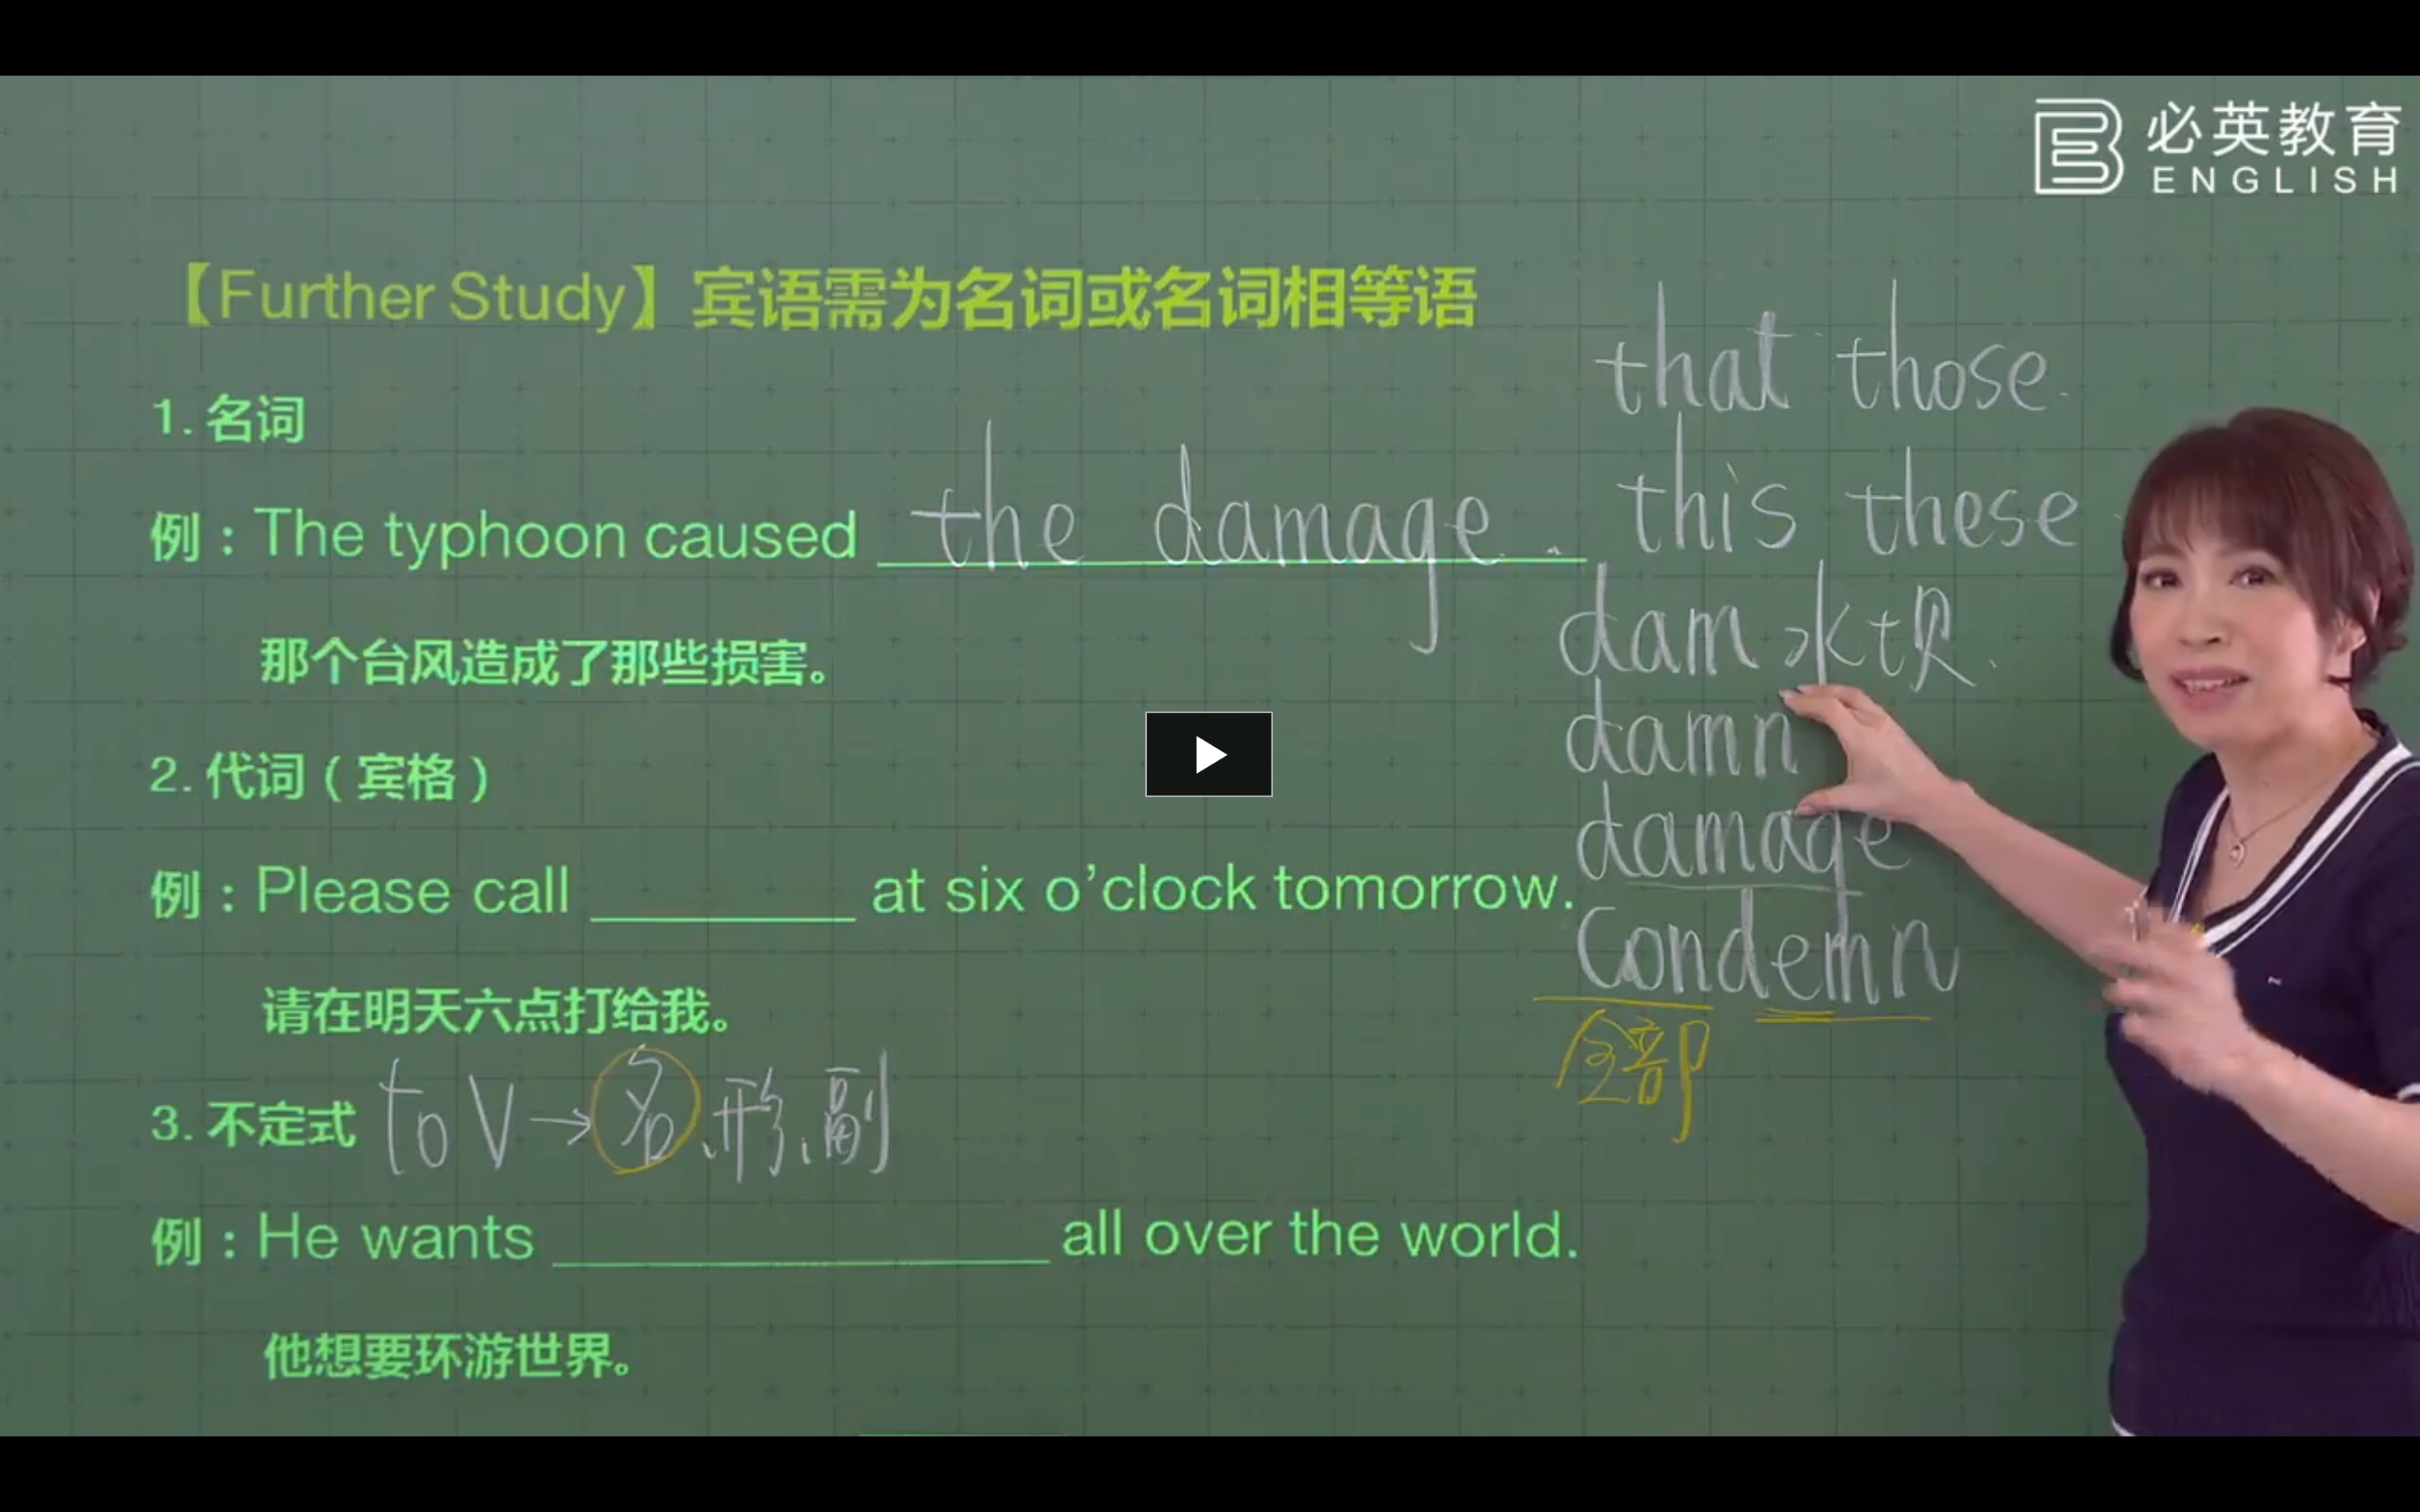 必英教育
ENGLISH
【Further Study】宾语需为名词或名词相等语
that those.
1. 名词
this these
例：The typhoon caused the damage.
dam 水坝.
那个台风造成了那些损害。
damn
2. 代词（宾格）
damage
例：Please call ________ at six o’clock tomorrow.
condemn
请在明天六点打给我。
全部
3. 不定式 to V → 名、形、副
例：He wants ________ all over the world.
他想要环游世界。